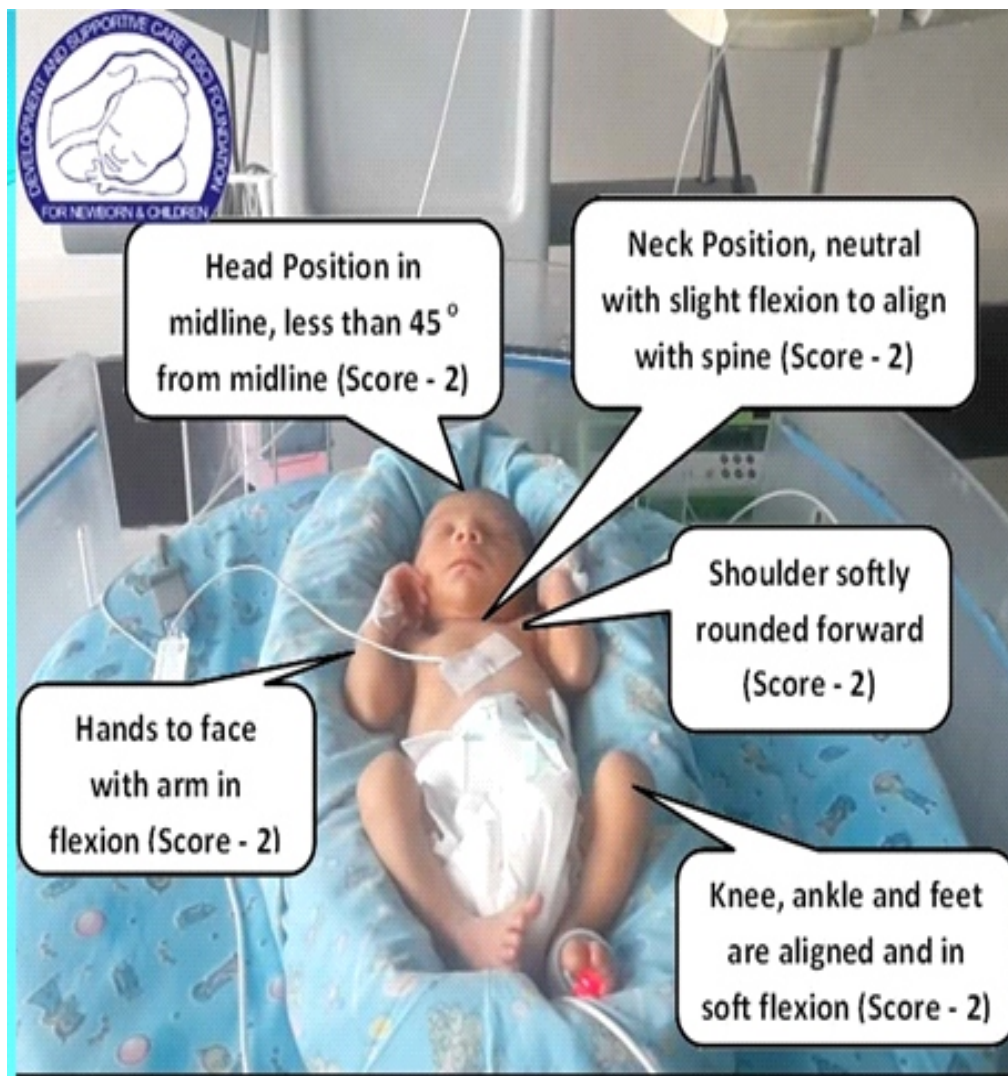 DEVELOPMENT AND SUPPORTIVE CARE (DSC) FOUNDATION
FOR NEWBORN & CHILDREN
Head Position in
midline, less than 45°
from midline (Score - 2)
Neck Position, neutral
with slight flexion to align
with spine (Score - 2)
Shoulder softly
rounded forward
(Score - 2)
Hands to face
with arm in
flexion (Score - 2)
Knee, ankle and feet
are aligned and in
soft flexion (Score - 2)